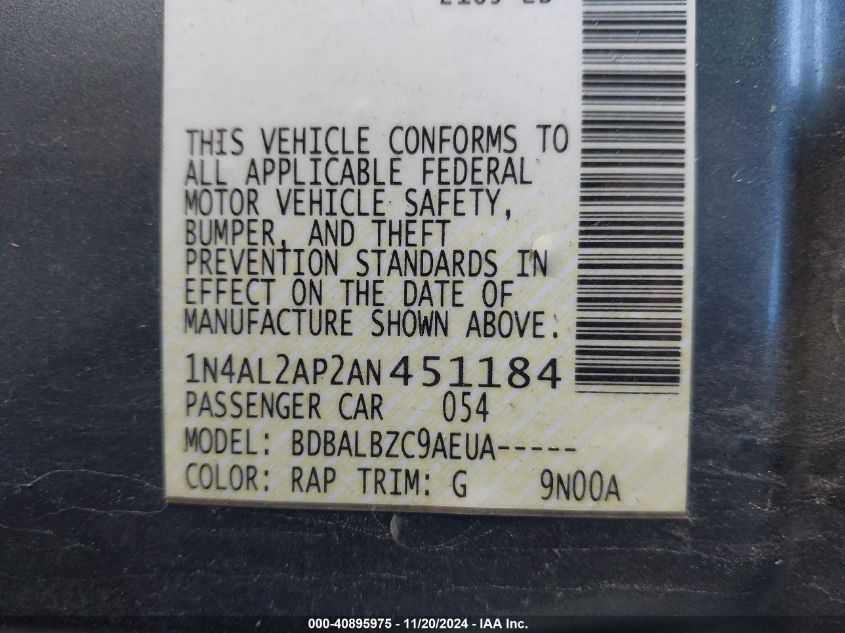 THIS VEHICLE CONFORMS TO
ALL APPLICABLE FEDERAL
MOTOR VEHICLE SAFETY,
BUMPER, AND THEFT
PREVENTION STANDARDS IN
EFFECT ON THE DATE OF
MANUFACTURE SHOWN ABOVE:
1N4AL2AP2AN451184
PASSENGER CAR 054
MODEL: BDBALBZC9AEUA-----
COLOR: RAP TRIM: G 9N00A
000-40895975 - 11/20/2024 - IAA Inc.